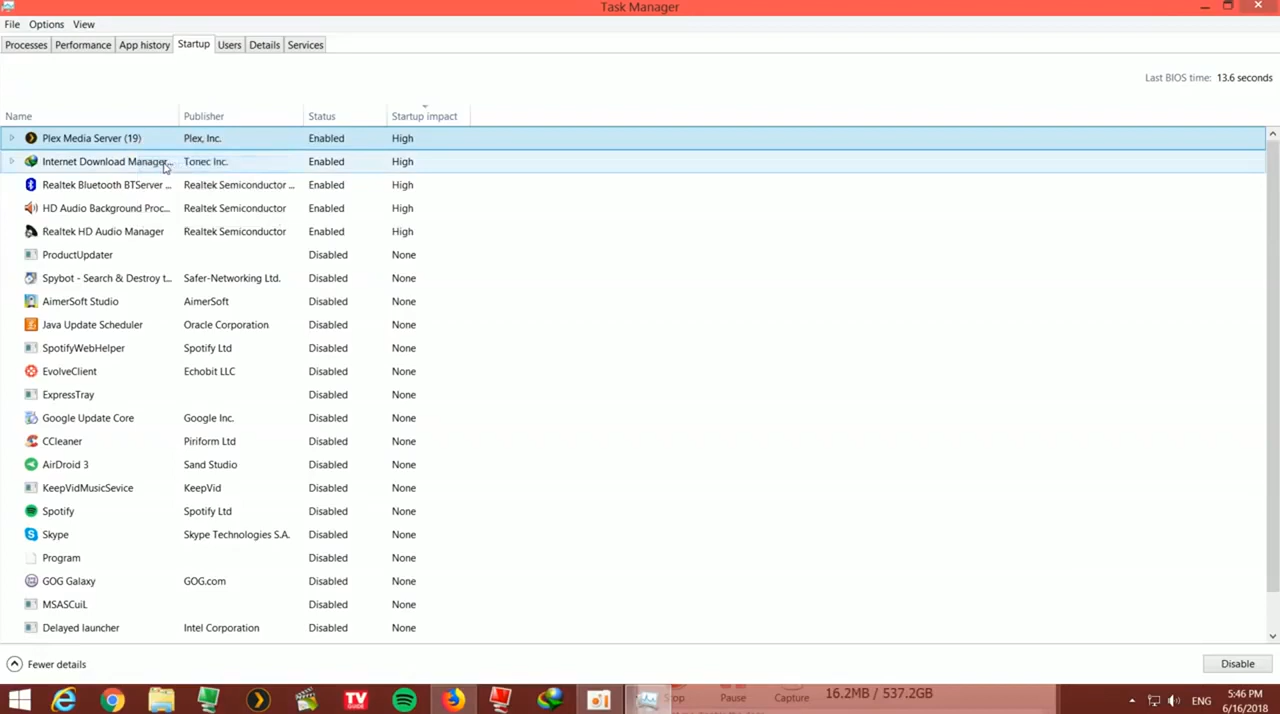 Task Manager
File Options View
Processes Performance App history Startup Users Details Services
Last BIOS time: 13.6 seconds
Name Publisher Status Startup impact
Plex Media Server (19) Plex, Inc. Enabled High
Internet Download Manager... Tonec Inc. Enabled High
Realtek Bluetooth BTServer ... Realtek Semiconductor ... Enabled High
HD Audio Background Proc... Realtek Semiconductor Enabled High
Realtek HD Audio Manager Realtek Semiconductor Enabled High
ProductUpdater Disabled None
Spybot - Search & Destroy t... Safer-Networking Ltd. Disabled None
AimerSoft Studio AimerSoft Disabled None
Java Update Scheduler Oracle Corporation Disabled None
SpotifyWebHelper Spotify Ltd Disabled None
EvolveClient Echobit LLC Disabled None
ExpressTray Disabled None
Google Update Core Google Inc. Disabled None
CCleaner Piriform Ltd Disabled None
AirDroid 3 Sand Studio Disabled None
KeepVidMusicSevice KeepVid Disabled None
Spotify Spotify Ltd Disabled None
Skype Skype Technologies S.A. Disabled None
Program Disabled None
GOG Galaxy GOG.com Disabled None
MSASCuiL Disabled None
Delayed launcher Intel Corporation Disabled None
Fewer details Disable
TV GUIDE Stop Pause Capture 16.2MB / 537.2GB ENG 5:46 PM
6/16/2018